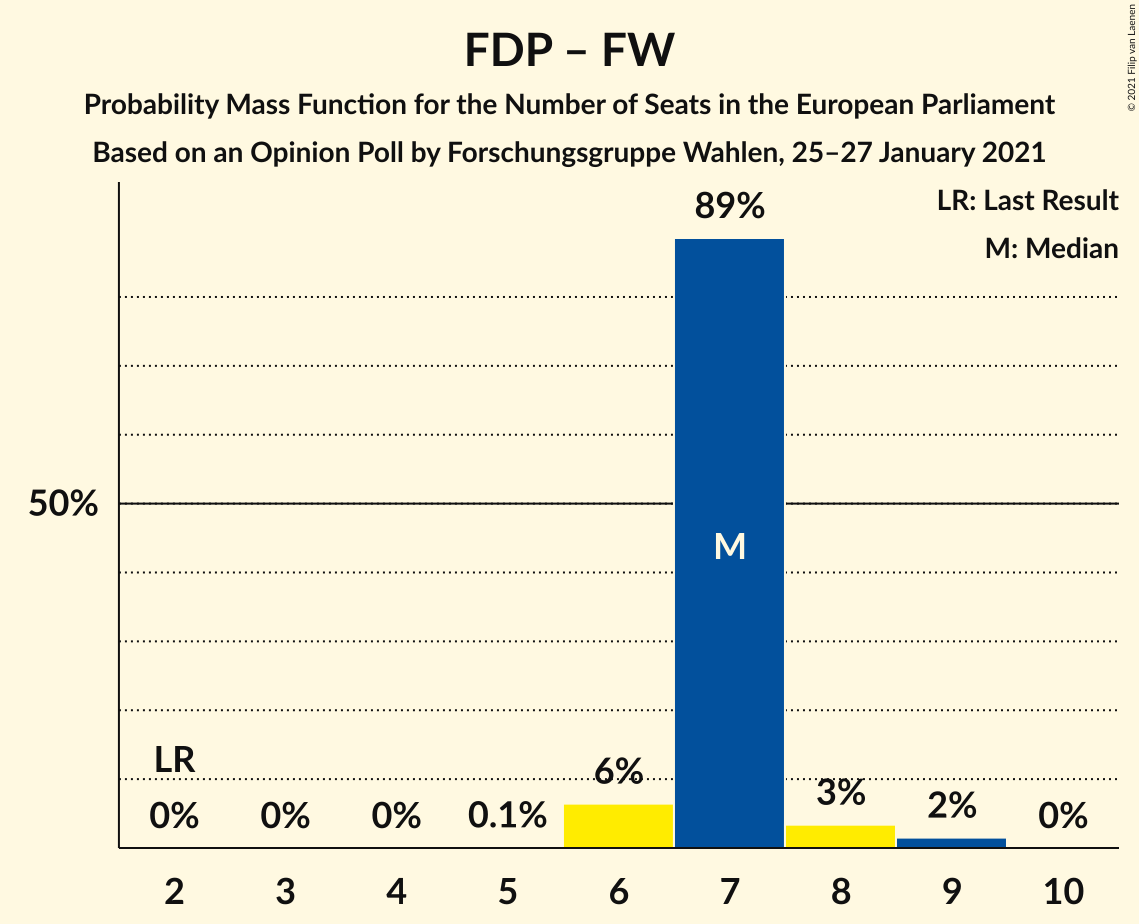 FDP – FW
Probability Mass Function for the Number of Seats in the European Parliament
Based on an Opinion Poll by Forschungsgruppe Wahlen, 25–27 January 2021
© 2021 Filip van Laenen
LR: Last Result
M: Median
89%
50%
M
LR
0%
0%
0%
0.1%
6%
3%
2%
0%
2
3
4
5
6
7
8
9
10